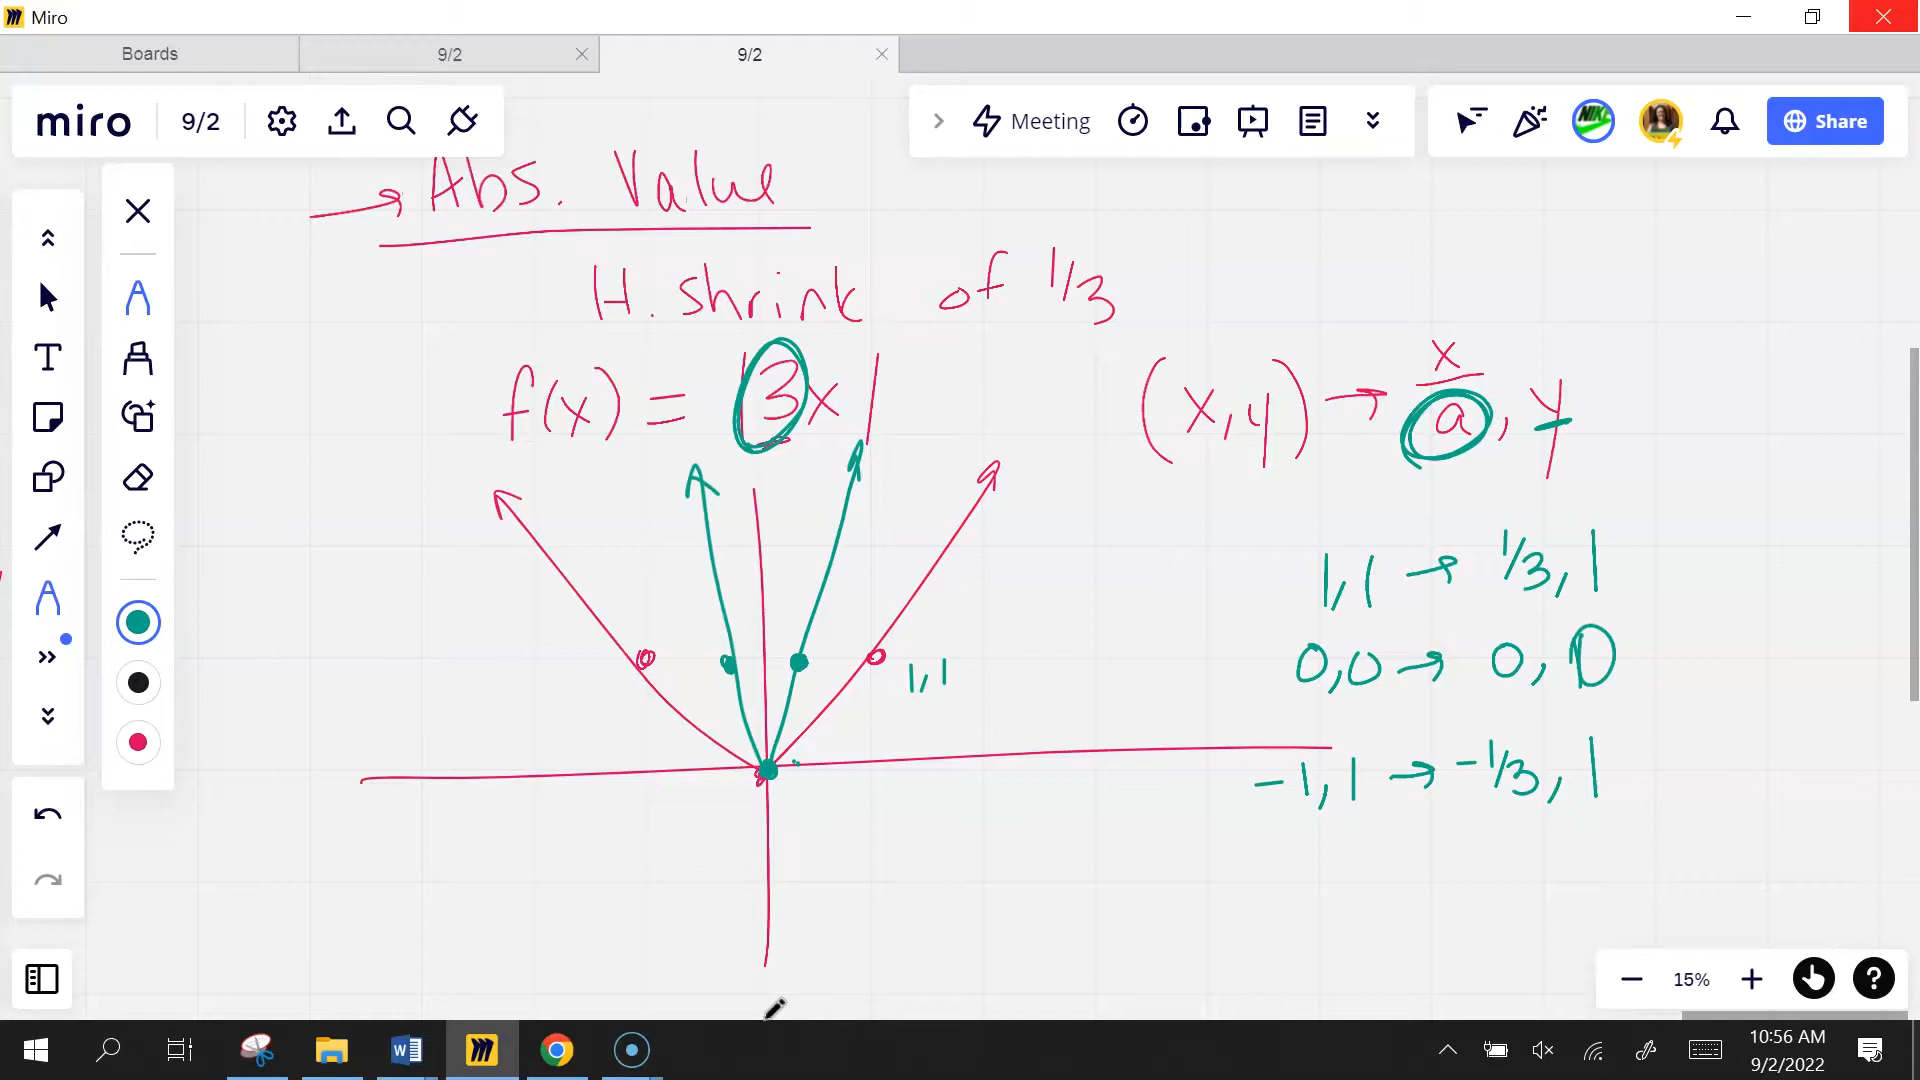 Miro
Boards
9/2
9/2
miro
9/2
Meeting
NIKE
Share
→ Abs. Value
H. shrink of 1/3
f(x) = |3x|
(x,y) → x/a, y
1,1 → 1/3, 1
0,0 → 0, 0
1,1
-1,1 → -1/3, 1
T
15%
?
10:56 AM
9/2/2022